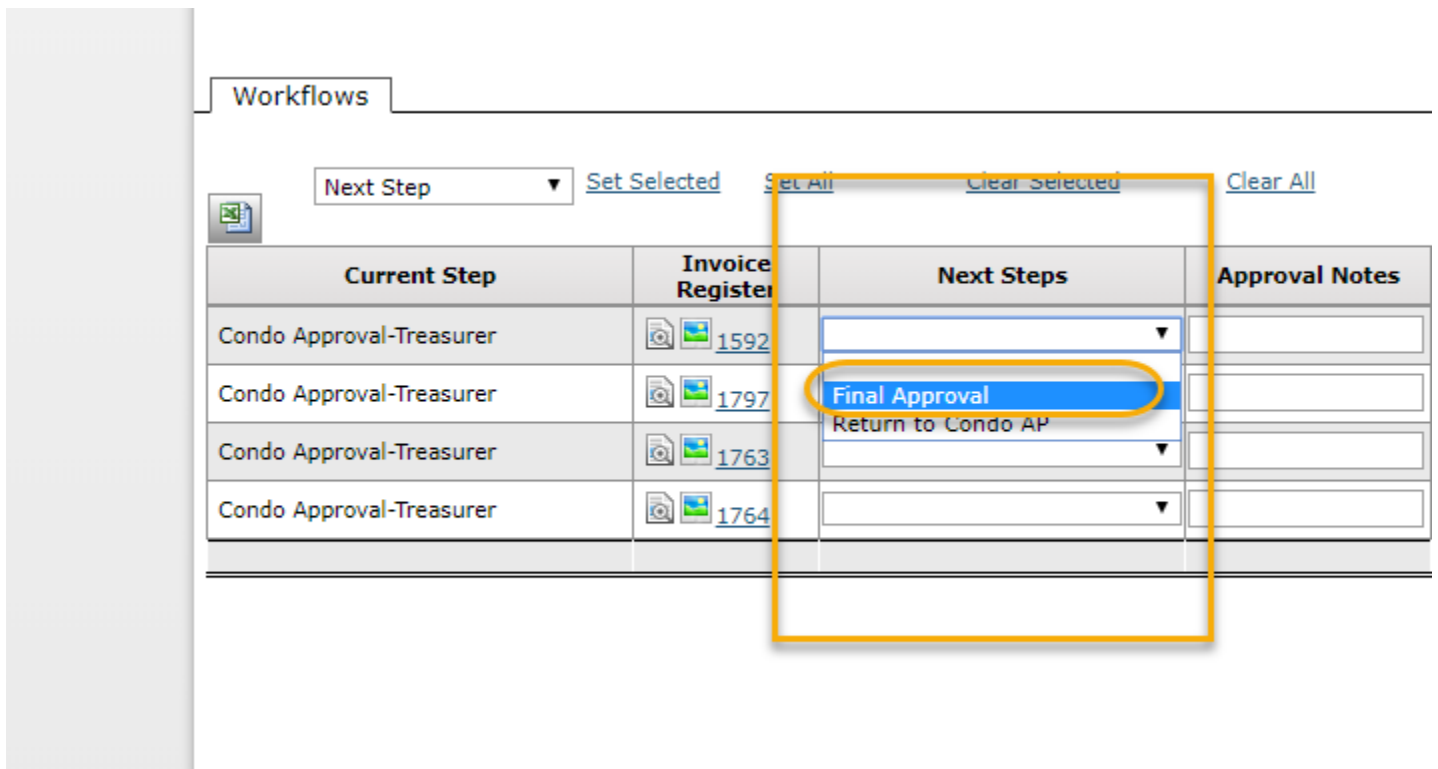 Workflows
Next Step Set Selected Set All Clear Selected Clear All
Current Step Invoice Register Next Steps Approval Notes
Condo Approval-Treasurer 1592
Final Approval
Condo Approval-Treasurer 1797
Return to Condo AP
Condo Approval-Treasurer 1763
Condo Approval-Treasurer 1764